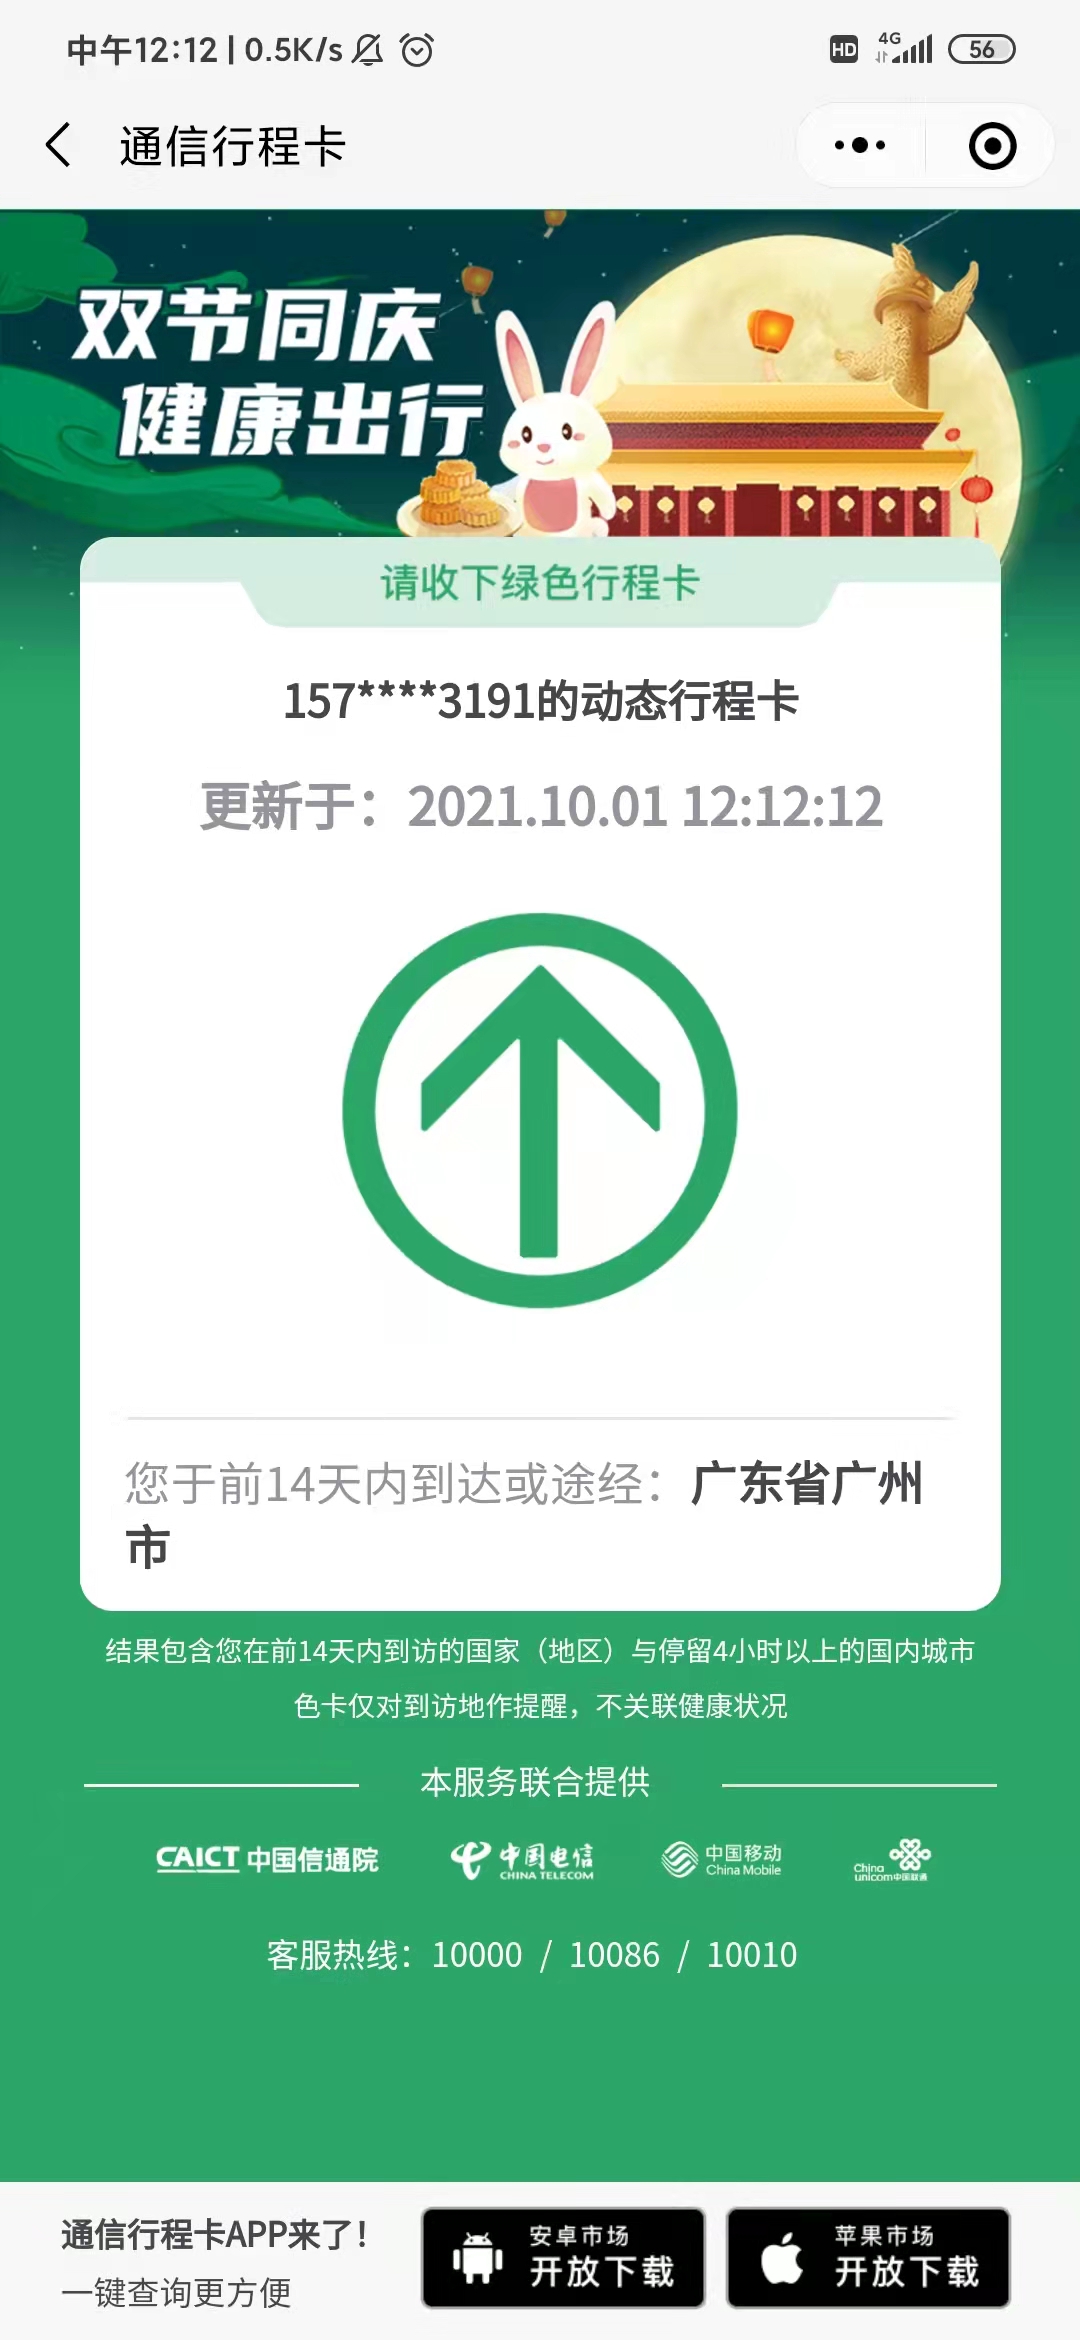 中午12:12 | 0.5K/s
HD 4G 56
通信行程卡
双节同庆
健康出行
请收下绿色行程卡
157****3191的动态行程卡
更新于：2021.10.01 12:12:12
您于前14天内到达或途经：广东省广州
市
结果包含您在前14天内到访的国家（地区）与停留4小时以上的国内城市
色卡仅对到访地作提醒，不关联健康状况
本服务联合提供
CAICT 中国信通院 中国电信 CHINA TELECOM 中国移动 China Mobile China unicom中国联通
客服热线：10000 / 10086 / 10010
通信行程卡APP来了！
一键查询更方便
安卓市场
开放下载
苹果市场
开放下载